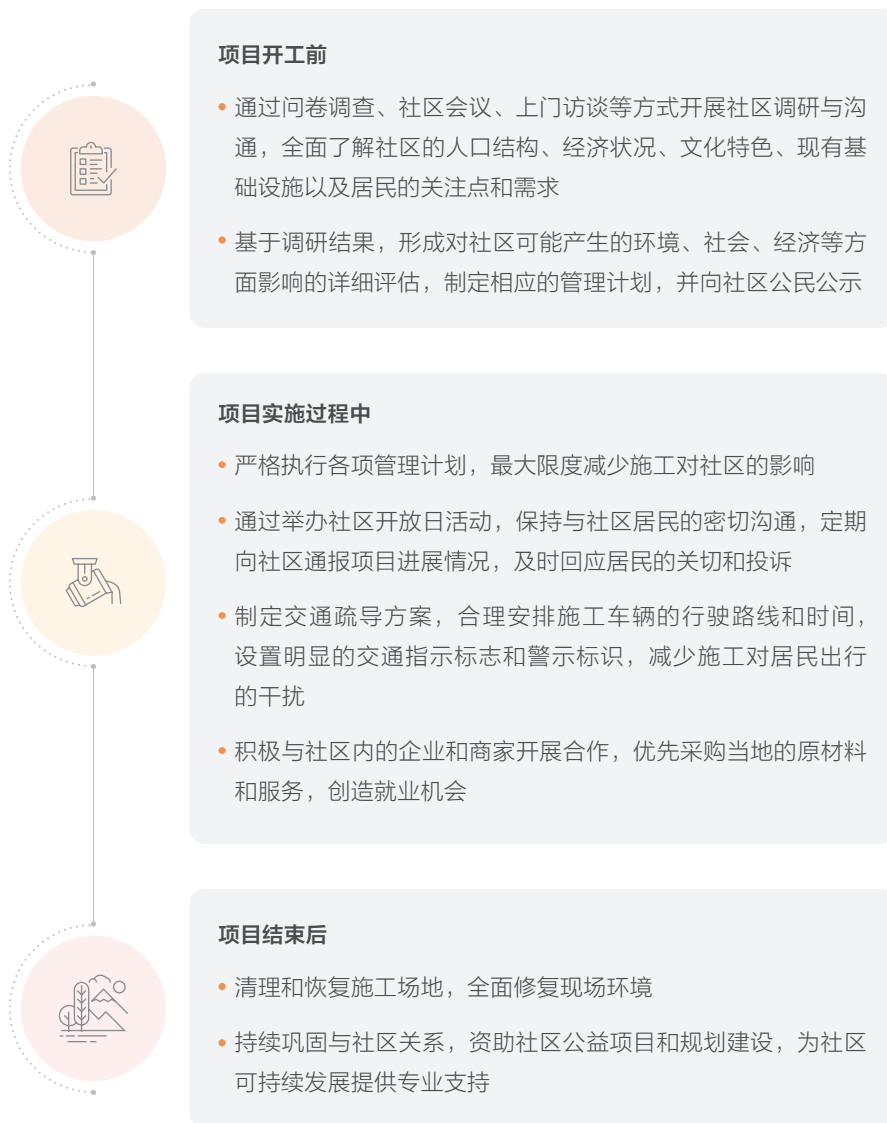 项目开工前
• 通过问卷调查、社区会议、上门访谈等方式开展社区调研与沟
通，全面了解社区的人口结构、经济状况、文化特色、现有基
础设施以及居民的关注点和需求
• 基于调研结果，形成对社区可能产生的环境、社会、经济等方
面影响的详细评估，制定相应的管理计划，并向社区公民公示
项目实施过程中
• 严格执行各项管理计划，最大限度减少施工对社区的影响
• 通过举办社区开放日活动，保持与社区居民的密切沟通，定期
向社区通报项目进展情况，及时回应居民的关切和投诉
• 制定交通疏导方案，合理安排施工车辆的行驶路线和时间，
设置明显的交通指示标志和警示标识，减少施工对居民出行
的干扰
• 积极与社区内的企业和商家开展合作，优先采购当地的原材料
和服务，创造就业机会
项目结束后
• 清理和恢复施工场地，全面修复现场环境
• 持续巩固与社区关系，资助社区公益项目和规划建设，为社区
可持续发展提供专业支持